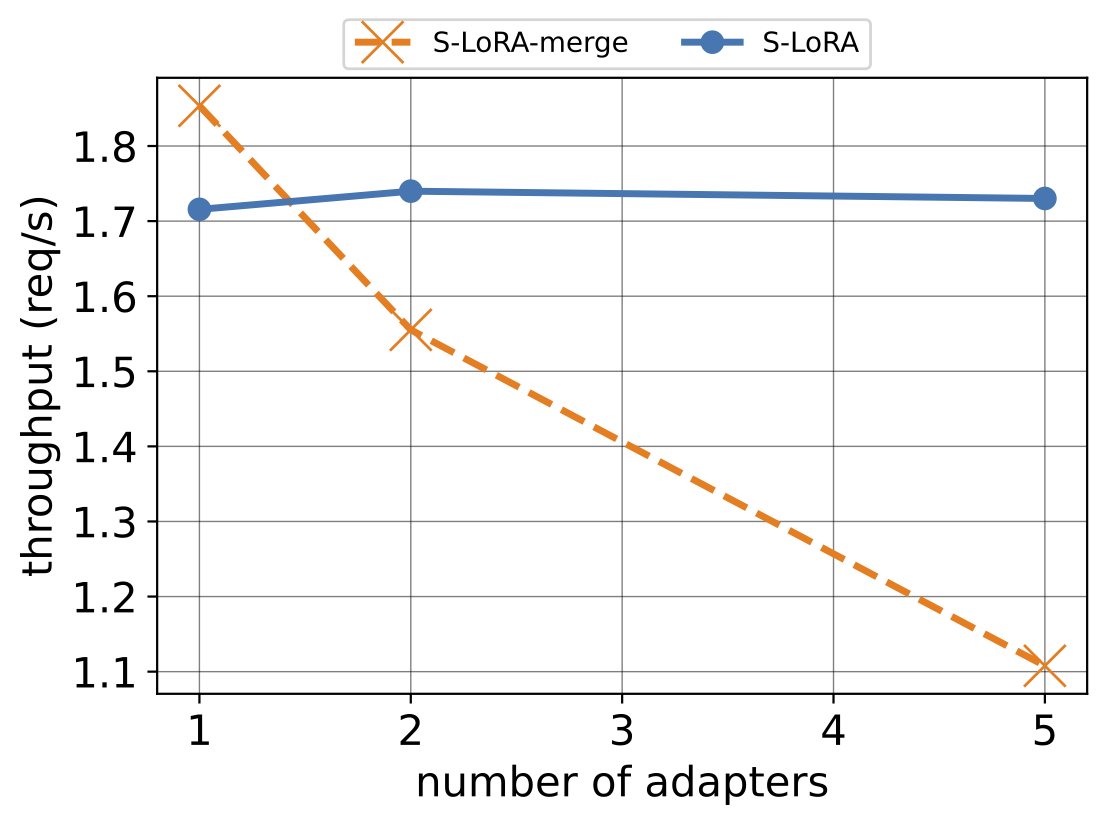 S-LoRA-merge S-LoRA
1.8
1.7
1.6
1.5
1.4
1.3
1.2
1.1
throughput (req/s)
1 2 3 4 5
number of adapters